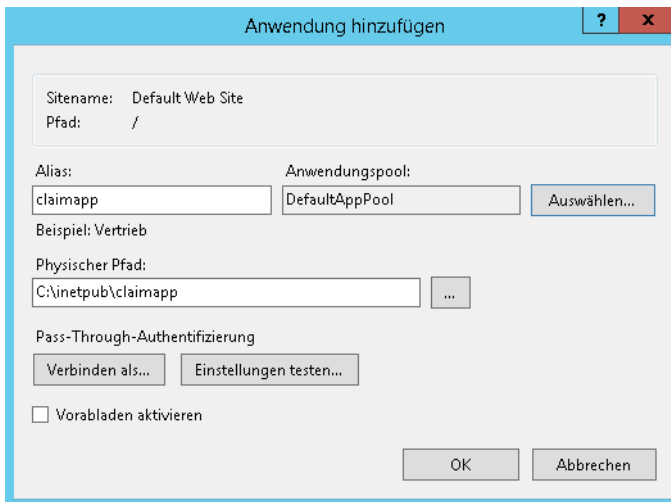 Anwendung hinzufügen
? x
Sitename: Default Web Site
Pfad: /
Alias: Anwendungspool:
claimapp DefaultAppPool Auswählen...
Beispiel: Vertrieb
Physischer Pfad:
C:\inetpub\claimapp ...
Pass-Through-Authentifizierung
Verbinden als... Einstellungen testen...
Vorabladen aktivieren
OK Abbrechen